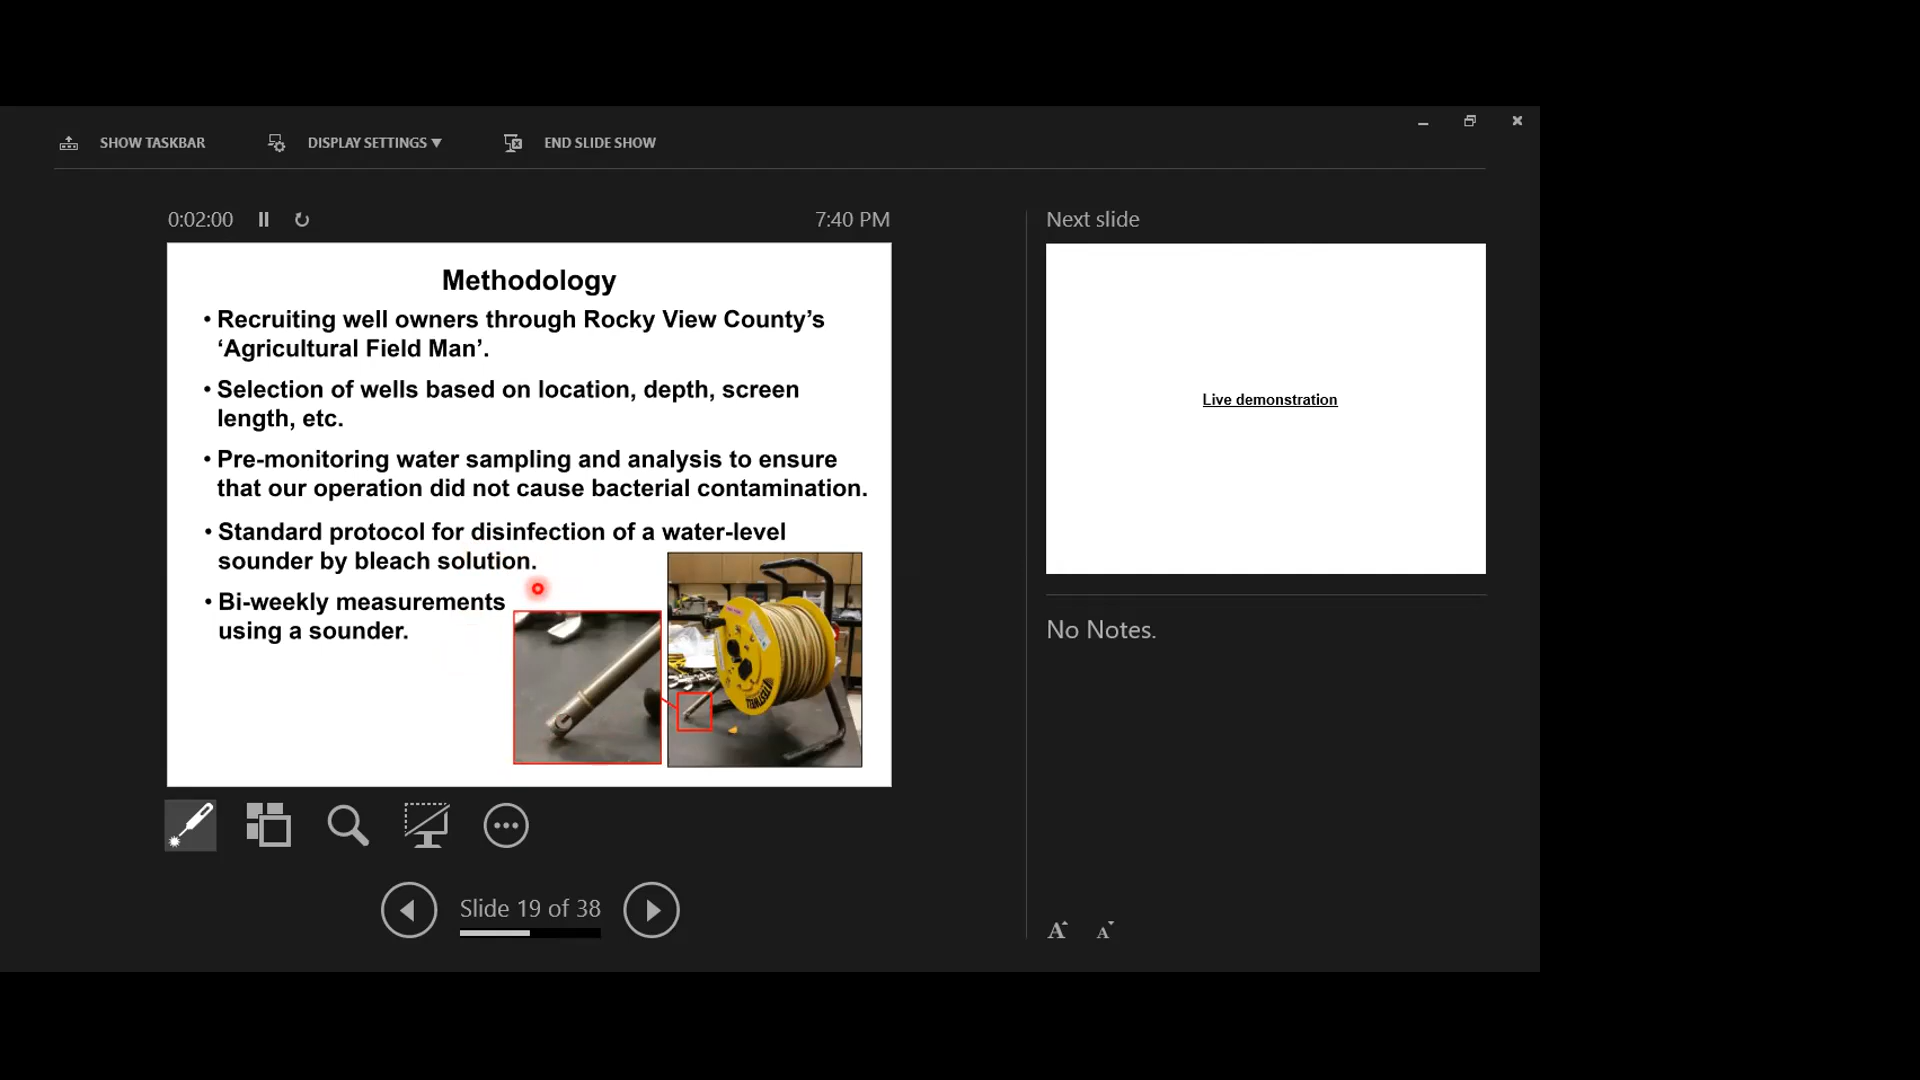 SHOW TASKBAR
DISPLAY SETTINGS ▼
END SLIDE SHOW
0:02:00
7:40 PM
Methodology
• Recruiting well owners through Rocky View County’s
‘Agricultural Field Man’.
• Selection of wells based on location, depth, screen
length, etc.
• Pre-monitoring water sampling and analysis to ensure
that our operation did not cause bacterial contamination.
• Standard protocol for disinfection of a water-level
sounder by bleach solution.
• Bi-weekly measurements
using a sounder.
Slide 19 of 38
Next slide
Live demonstration
No Notes.
A A